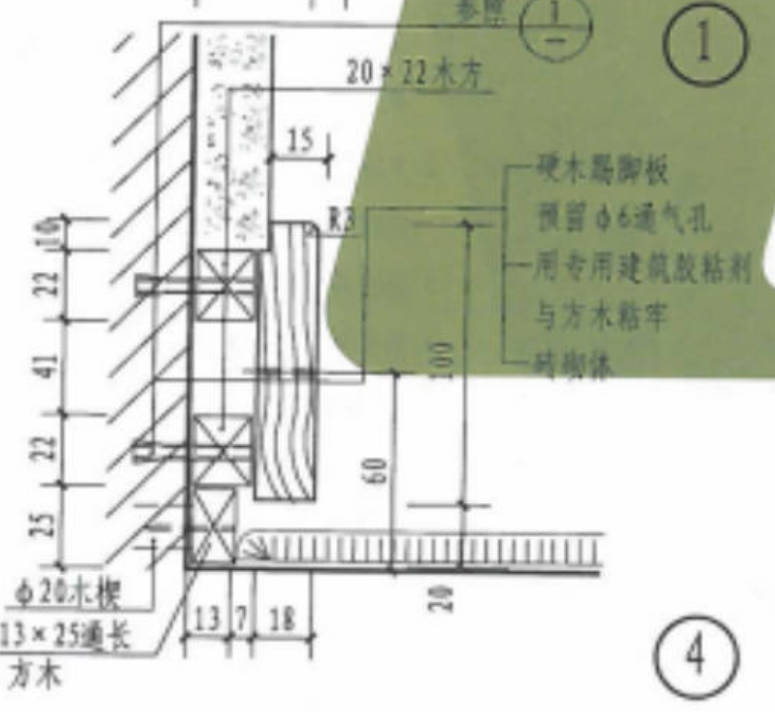 参照 1
—
1
20×22木方
15
硬木踢脚板
R3
预留φ6通气孔
10
用专用建筑胶粘剂
22
与方木粘牢
41
100
砖砌体
22
60
25
φ20木楔
20
13×25通长
方木
13 7 18
4